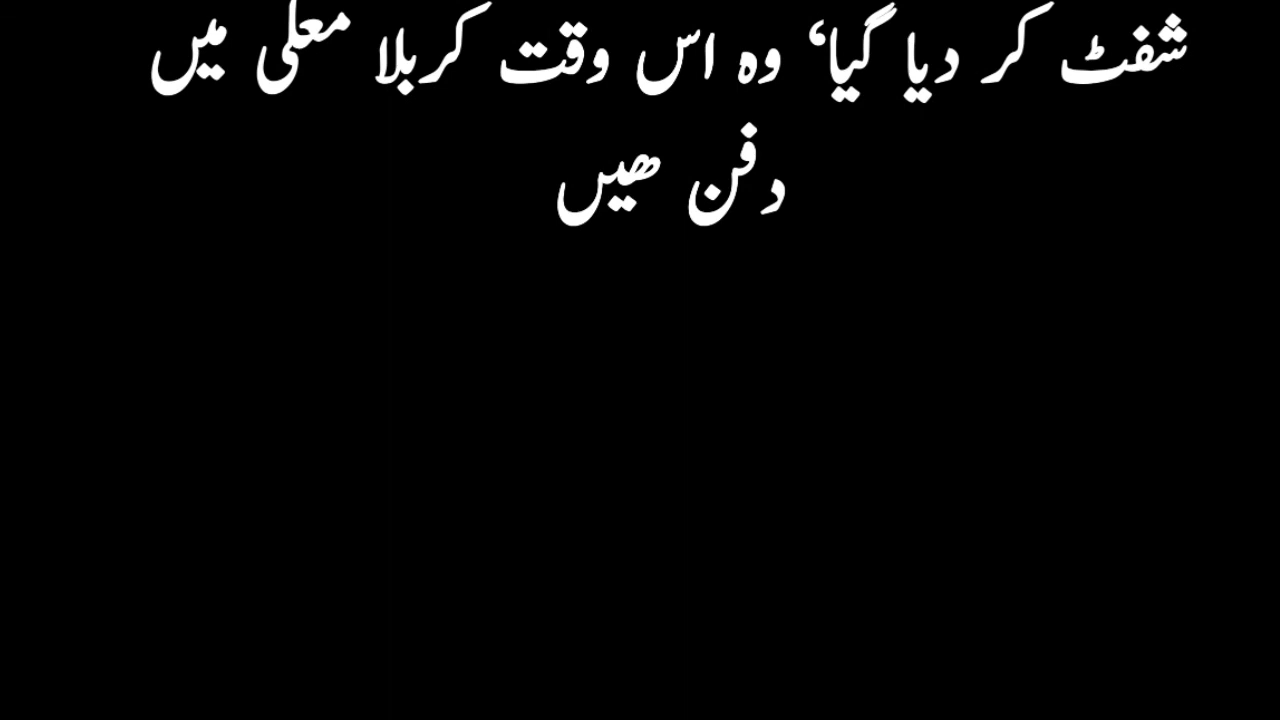 شفٹ کر دیا گیا‘ وہ اس وقت کربلا معلی میں
دفن ھیں